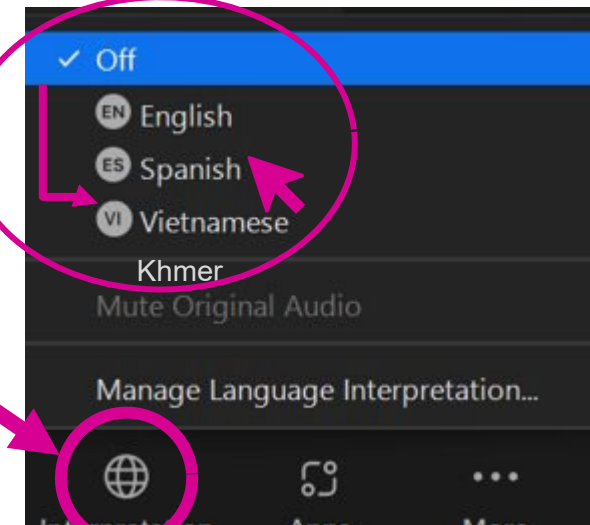 Off
EN English
ES Spanish
VI Vietnamese
Khmer
Mute Original Audio
Manage Language Interpretation...